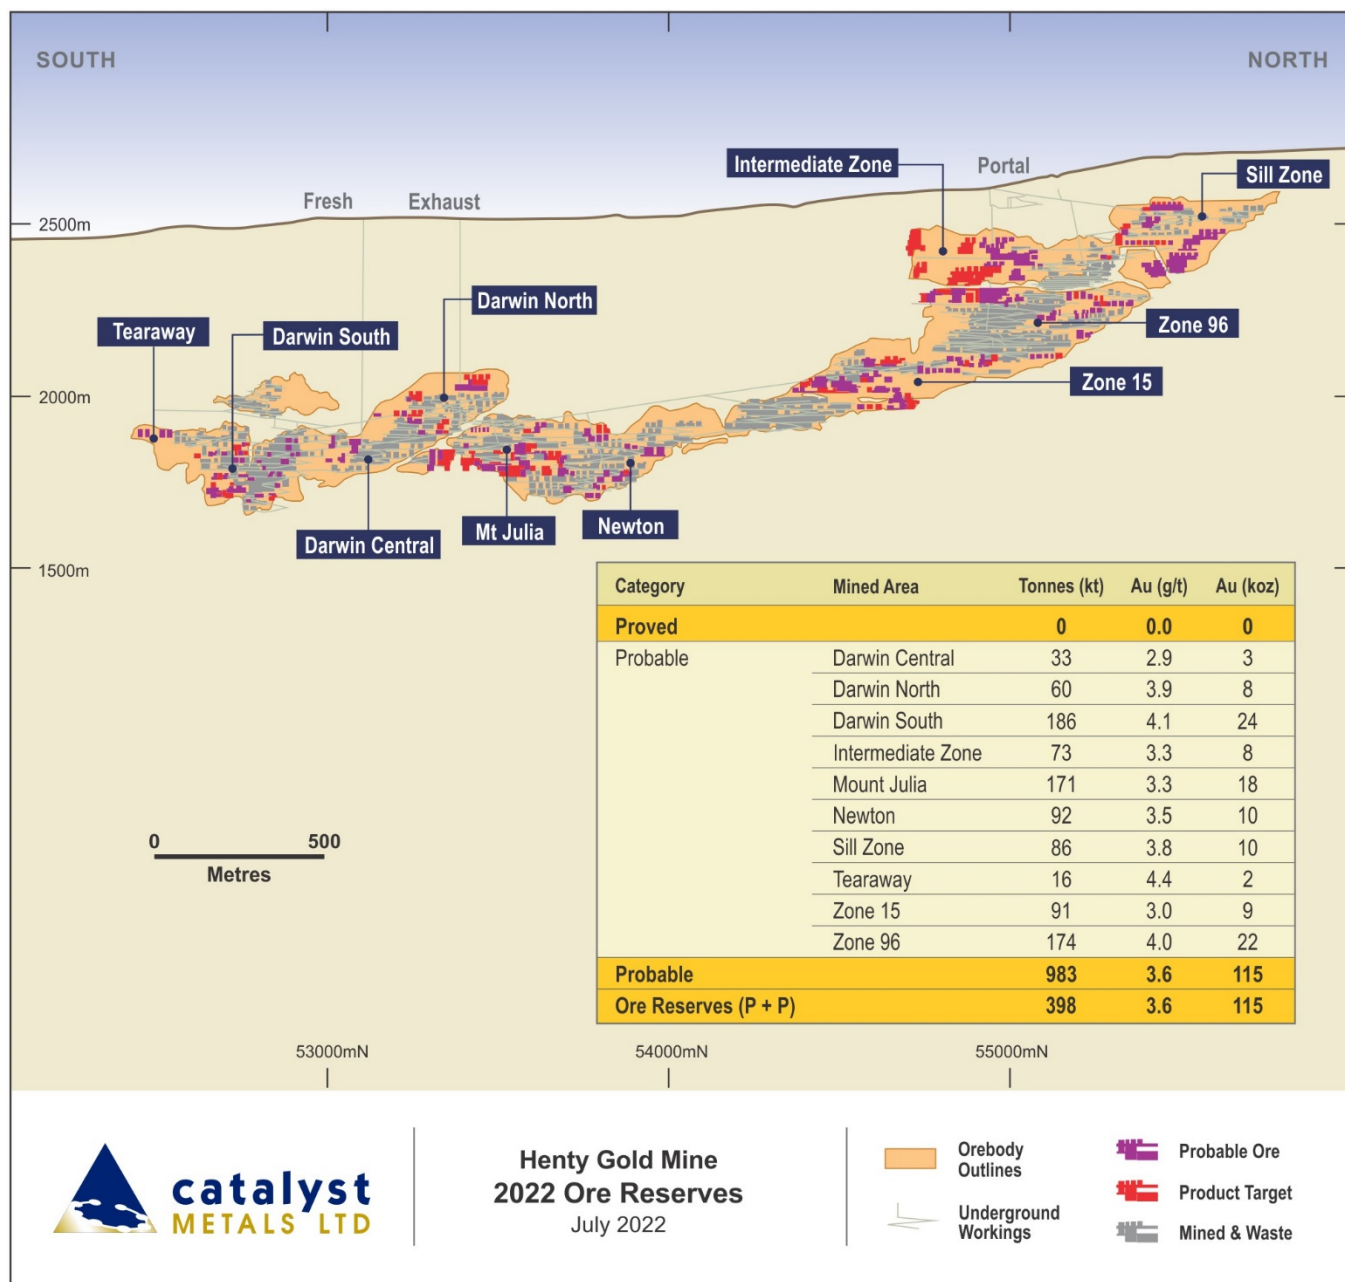 SOUTH
NORTH
Intermediate Zone
Portal
Sill Zone
Fresh
Exhaust
2500m
Darwin North
Tearaway
Darwin South
Zone 96
Zone 15
2000m
Darwin Central
Mt Julia
Newton
1500m
Category Mined Area Tonnes (kt) Au (g/t) Au (koz)
Proved 0 0.0 0
Probable Darwin Central 33 2.9 3
Darwin North 60 3.9 8
Darwin South 186 4.1 24
Intermediate Zone 73 3.3 8
Mount Julia 171 3.3 18
Newton 92 3.5 10
Sill Zone 86 3.8 10
Tearaway 16 4.4 2
Zone 15 91 3.0 9
Zone 96 174 4.0 22
Probable 983 3.6 115
Ore Reserves (P + P) 398 3.6 115
0 500
Metres
53000mN 54000mN 55000mN
catalyst
METALS LTD
Henty Gold Mine
2022 Ore Reserves
July 2022
Orebody
Outlines
Underground
Workings
Probable Ore
Product Target
Mined & Waste